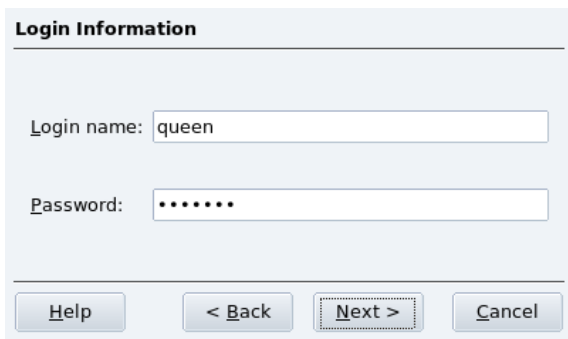 Login Information
Login name: queen
Password: •••••••
Help < Back Next > Cancel